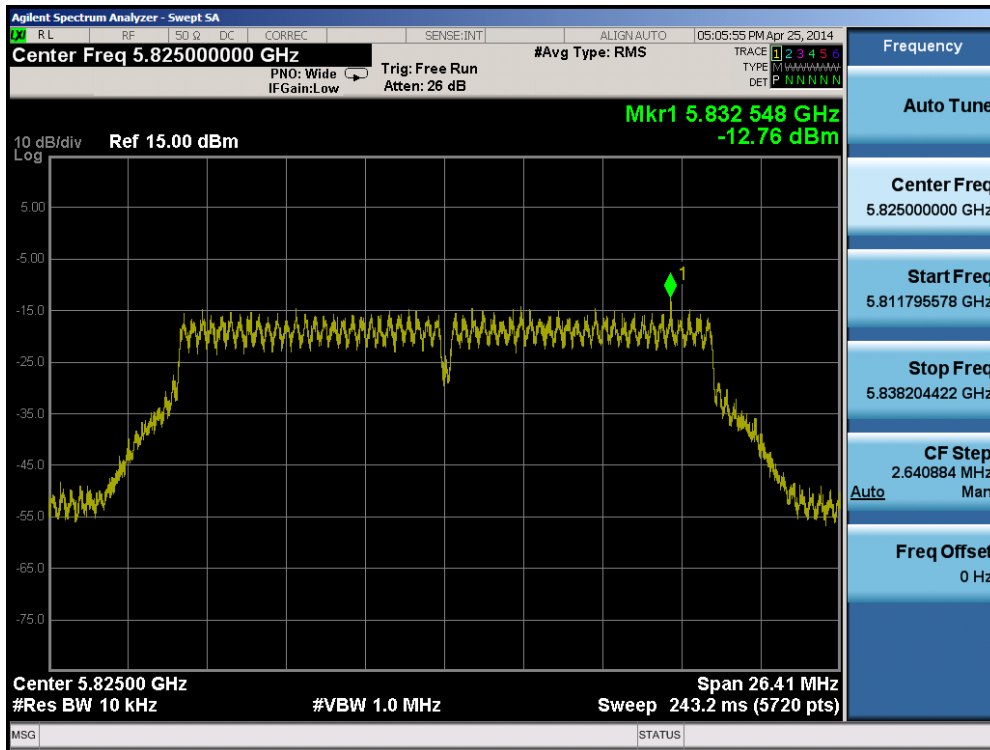 Agilent Spectrum Analyzer - Swept SA
LXI RL RF 50 Ω DC CORREC SENSE:INT ALIGN AUTO 05:05:55 PM Apr 25, 2014
Center Freq 5.825000000 GHz #Avg Type: RMS TRACE 1 2 3 4 5 6
PNO: Wide Trig: Free Run TYPE M WWWWW
IFGain:Low Atten: 26 dB DET P N N N N N
Mkr1 5.832 548 GHz
-12.76 dBm
10 dB/div Ref 15.00 dBm
Log
5.00
-5.00
1
-15.0
-25.0
-35.0
-45.0
-55.0
-65.0
-75.0
Center 5.82500 GHz Span 26.41 MHz
#Res BW 10 kHz #VBW 1.0 MHz Sweep 243.2 ms (5720 pts)
MSG STATUS
Frequency
Auto Tune
Center Freq
5.825000000 GHz
Start Freq
5.811795578 GHz
Stop Freq
5.838204422 GHz
CF Step
2.640884 MHz
Auto Man
Freq Offset
0 Hz